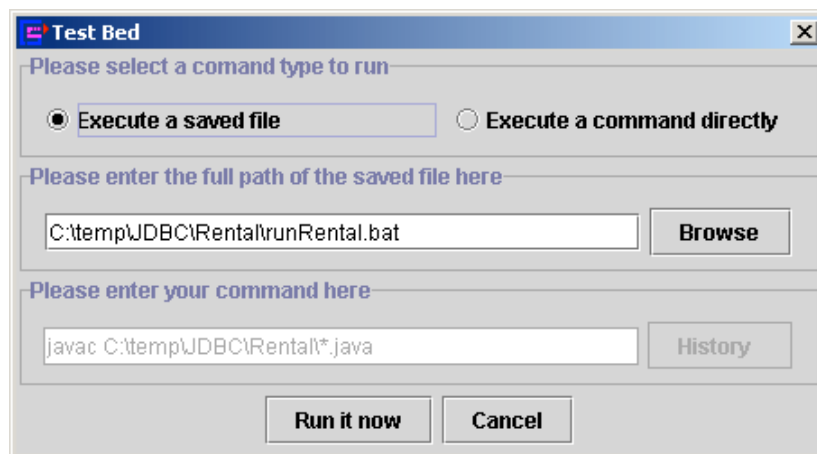 Test Bed
Please select a comand type to run
Execute a saved file Execute a command directly
Please enter the full path of the saved file here
C:\temp\JDBC\Rental\runRental.bat Browse
Please enter your command here
javac C:\temp\JDBC\Rental\*.java History
Run it now Cancel